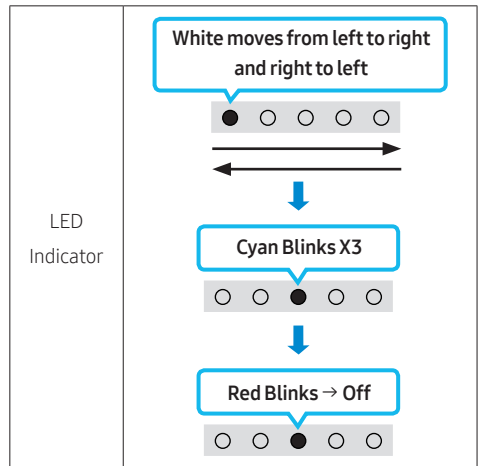 White moves from left to right
and right to left
LED
Indicator
Cyan Blinks X3
Red Blinks → Off